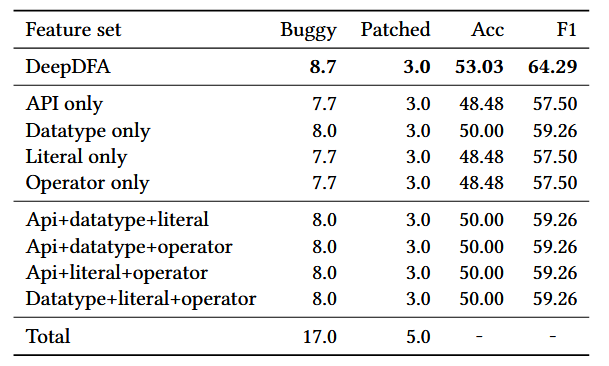 Feature set Buggy Patched Acc F1
DeepDFA 8.7 3.0 53.03 64.29
API only 7.7 3.0 48.48 57.50
Datatype only 8.0 3.0 50.00 59.26
Literal only 7.7 3.0 48.48 57.50
Operator only 7.7 3.0 48.48 57.50
Api+datatype+literal 8.0 3.0 50.00 59.26
Api+datatype+operator 8.0 3.0 50.00 59.26
Api+literal+operator 8.0 3.0 50.00 59.26
Datatype+literal+operator 8.0 3.0 50.00 59.26
Total 17.0 5.0 - -